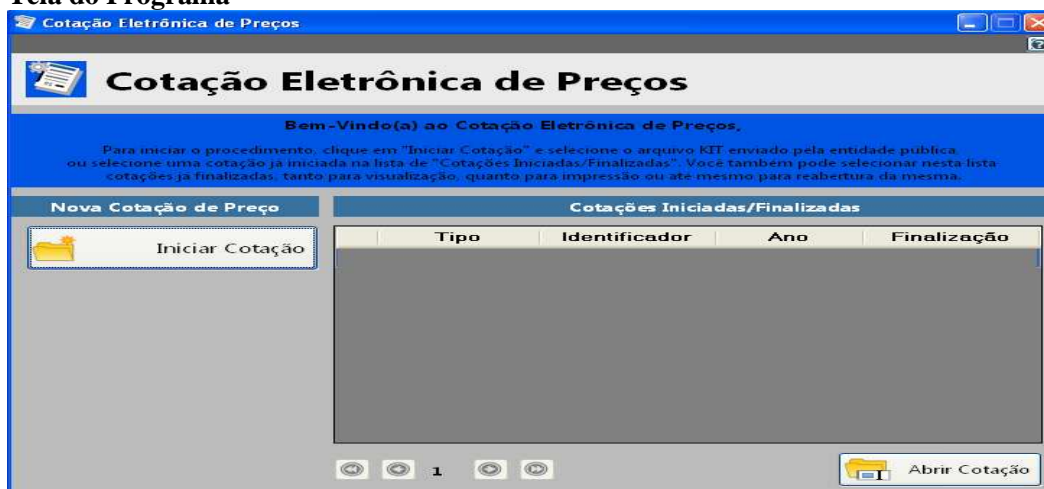 Tela do Programa
Cotação Eletrônica de Preços
Cotação Eletrônica de Preços
Bem-Vindo(a) ao Cotação Eletrônica de Preços,
Para iniciar o procedimento, clique em "Iniciar Cotação" e selecione o arquivo KIT enviado pela entidade pública
ou selecione uma cotação já iniciada na lista de "Cotações Iniciadas/Finalizadas". Você também pode selecionar nesta lista
cotações já finalizadas, tanto para visualização, quanto para impressão ou até mesmo para reabertura da mesma.
Nova Cotação de Preço
Cotações Iniciadas/Finalizadas
Iniciar Cotação
Tipo Identificador Ano Finalização
1
Abrir Cotação